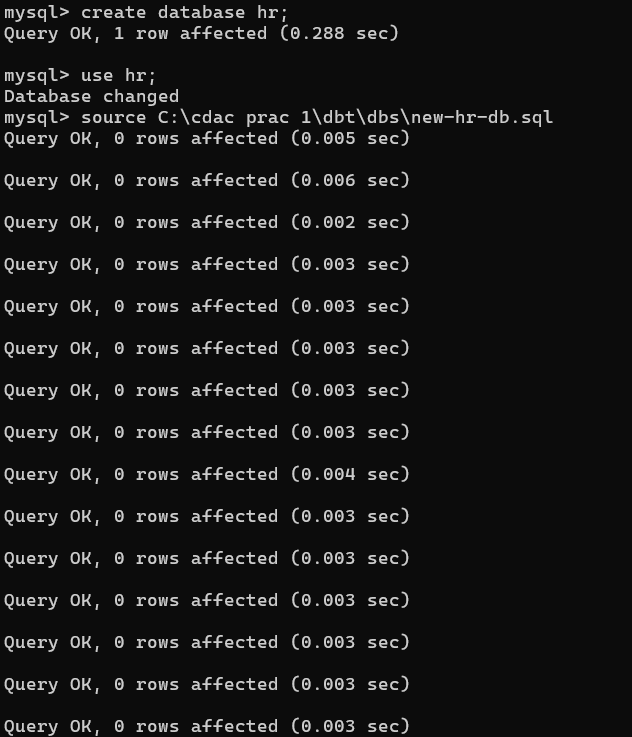 mysql> create database hr;
Query OK, 1 row affected (0.288 sec)
mysql> use hr;
Database changed
mysql> source C:\cdac prac 1\dbt\dbs\new-hr-db.sql
Query OK, 0 rows affected (0.005 sec)
Query OK, 0 rows affected (0.006 sec)
Query OK, 0 rows affected (0.002 sec)
Query OK, 0 rows affected (0.003 sec)
Query OK, 0 rows affected (0.003 sec)
Query OK, 0 rows affected (0.003 sec)
Query OK, 0 rows affected (0.003 sec)
Query OK, 0 rows affected (0.003 sec)
Query OK, 0 rows affected (0.004 sec)
Query OK, 0 rows affected (0.003 sec)
Query OK, 0 rows affected (0.003 sec)
Query OK, 0 rows affected (0.003 sec)
Query OK, 0 rows affected (0.003 sec)
Query OK, 0 rows affected (0.003 sec)
Query OK, 0 rows affected (0.003 sec)